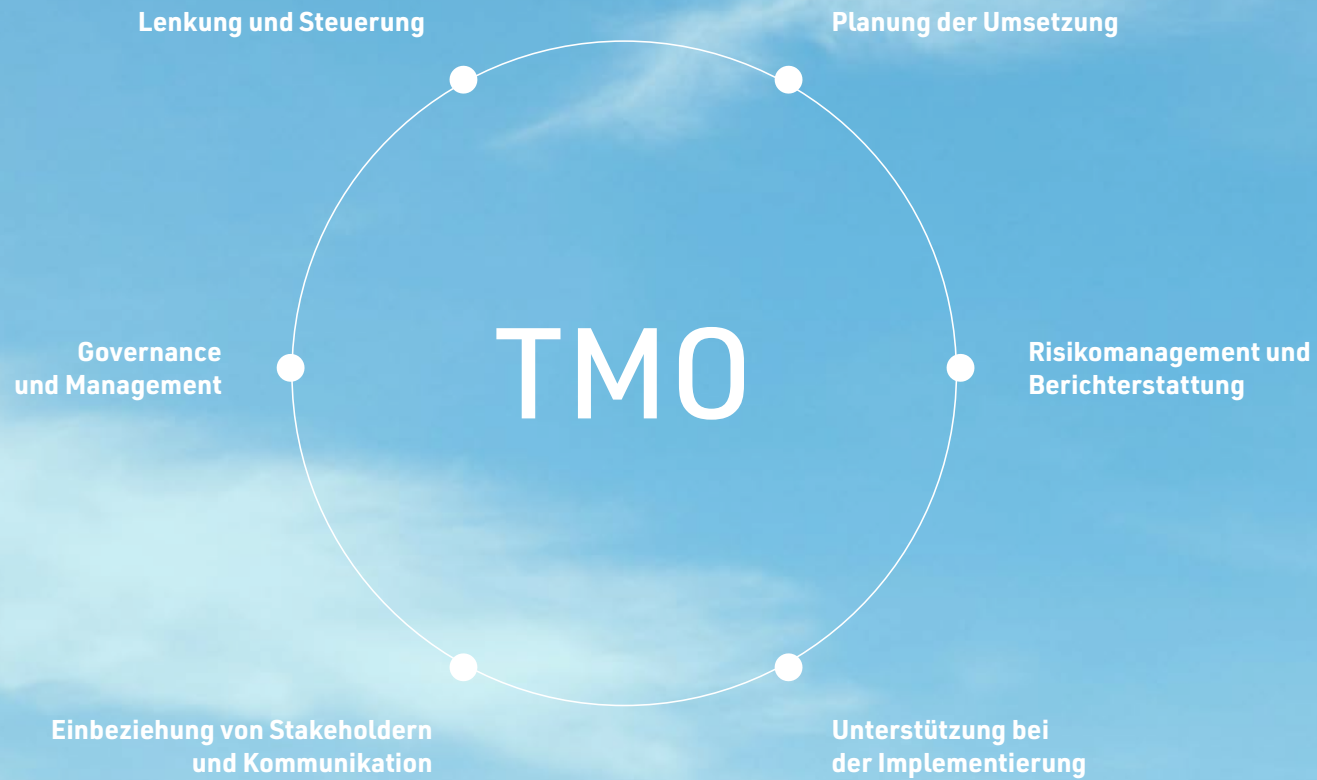 Lenkung und Steuerung
Planung der Umsetzung
Governance
und Management
TMO
Risikomanagement und
Berichterstattung
Einbeziehung von Stakeholdern
und Kommunikation
Unterstützung bei
der Implementierung